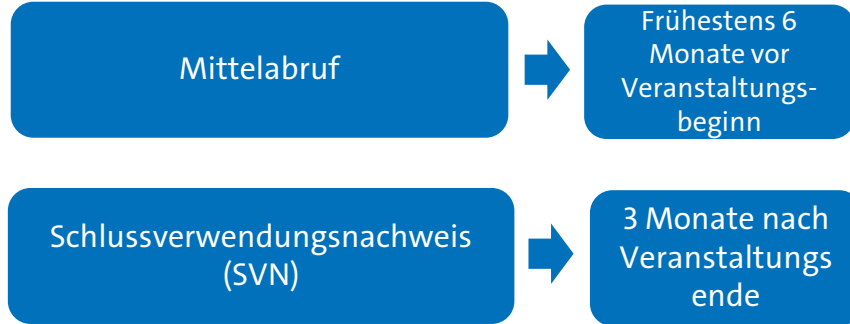 Mittelabruf
Frühestens 6
Monate vor
Veranstaltungs-
beginn
Schlussverwendungsnachweis
(SVN)
3 Monate nach
Veranstaltungs
ende